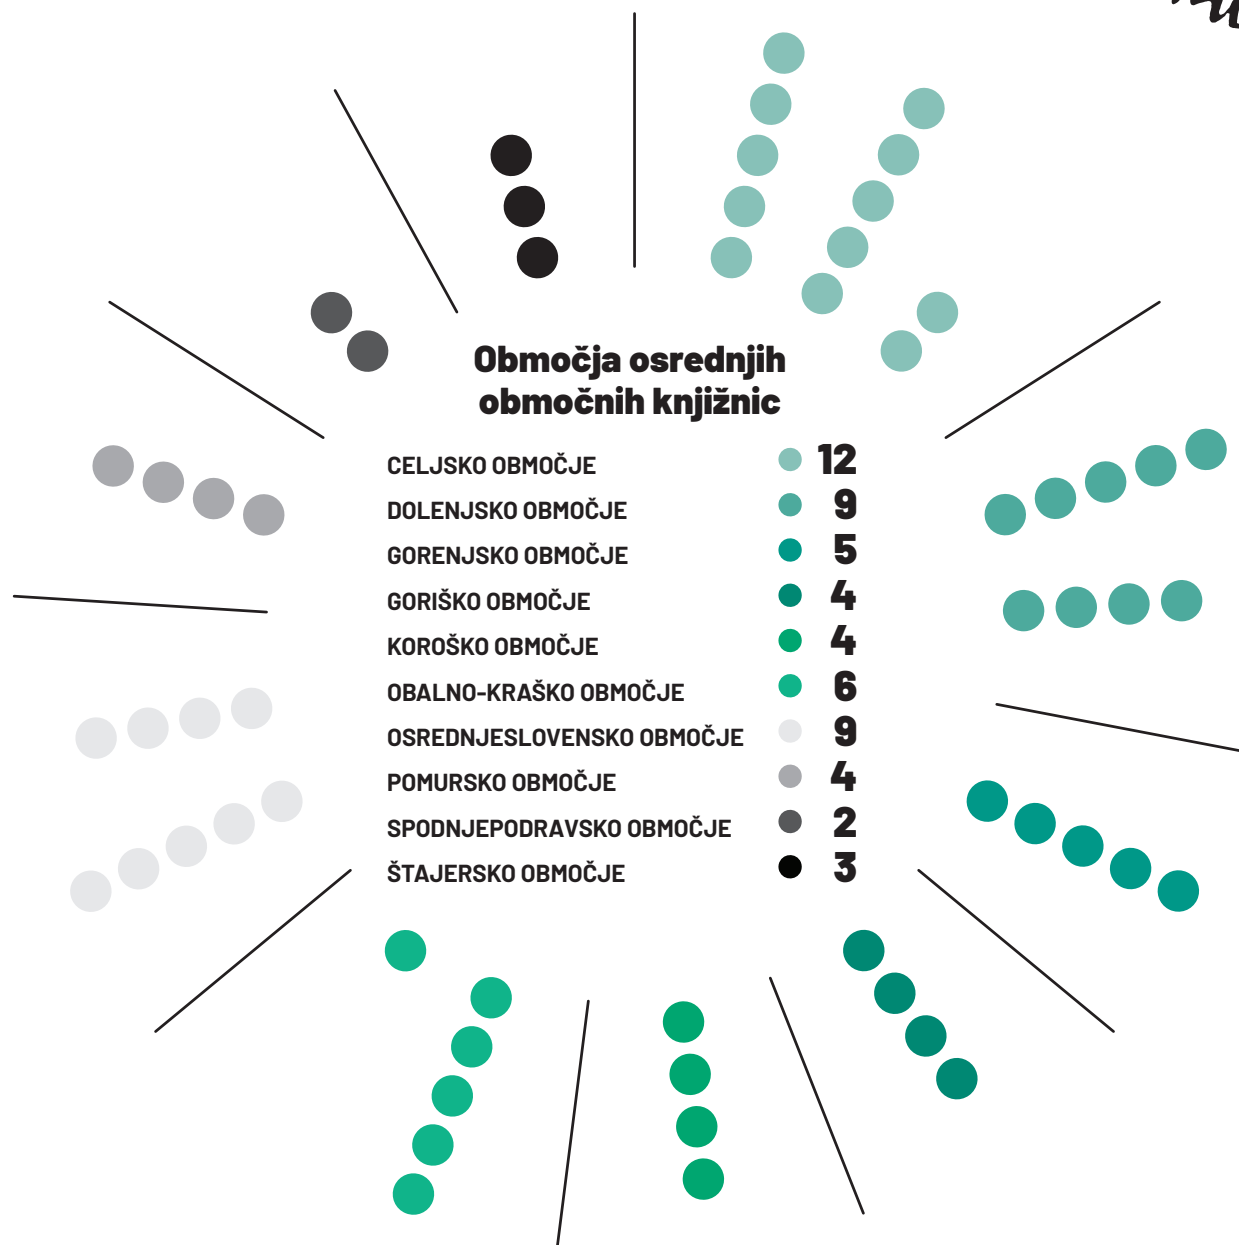 Območja osrednjih
območnih knjižnic
CELJSKO OBMOČJE 12
DOLENJSKO OBMOČJE 9
GORENJSKO OBMOČJE 5
GORIŠKO OBMOČJE 4
KOROŠKO OBMOČJE 4
OBALNO-KRAŠKO OBMOČJE 6
OSREDNJESLOVENSKO OBMOČJE 9
POMURSKO OBMOČJE 4
SPODNJEPODRAVSKO OBMOČJE 2
ŠTAJERSKO OBMOČJE 3